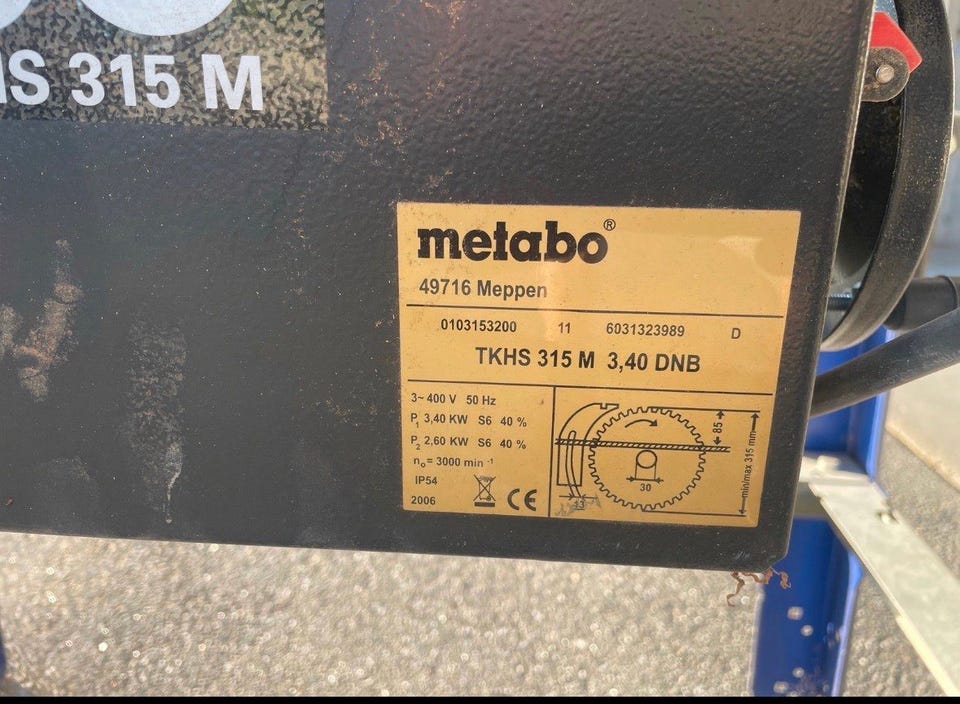 HS 315 M
metabo®
49716 Meppen
0103153200 11 6031323989 D
TKHS 315 M 3,40 DNB
3~ 400 V 50 Hz
P1 3,40 KW S6 40 %
P2 2,60 KW S6 40 %
no = 3000 min -1
IP54
2006 CE
85
min/max 315 mm
30